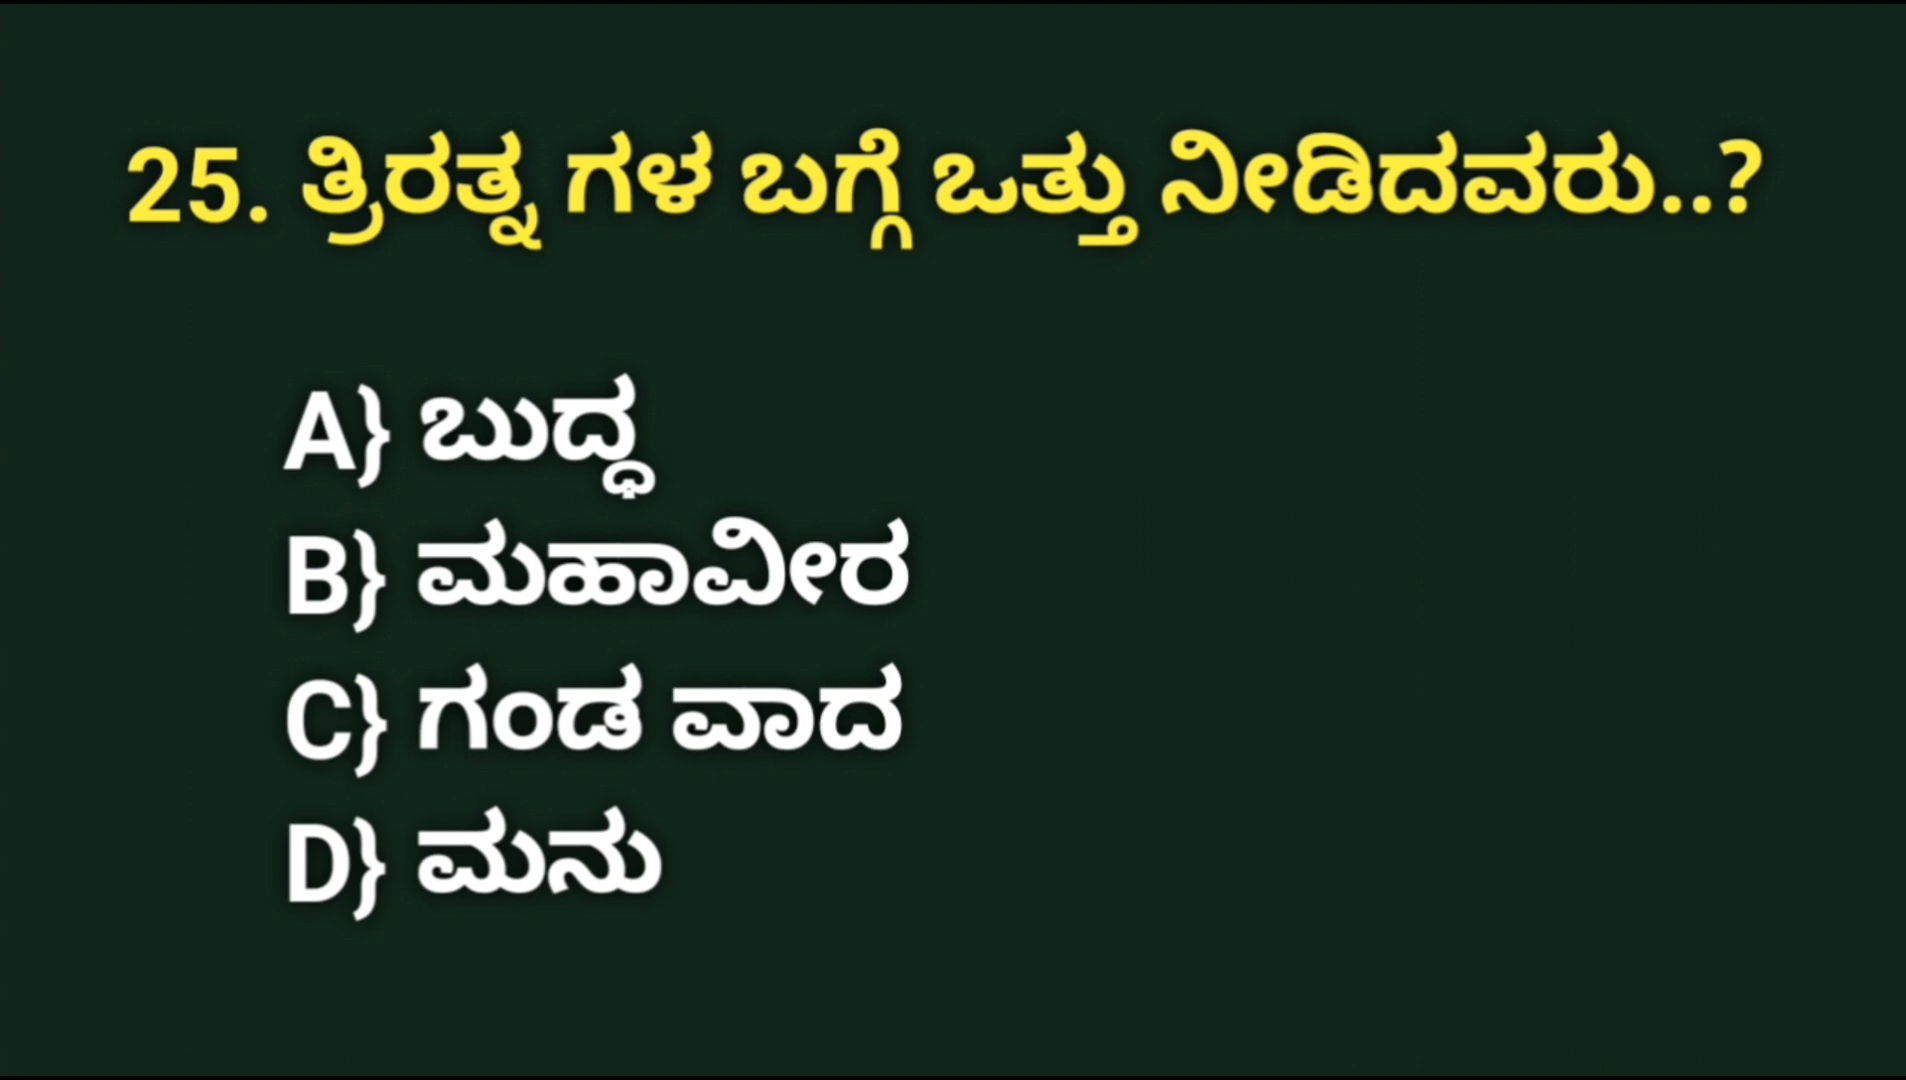 25. ತ್ರಿರತ್ನ ಗಳ ಬಗ್ಗೆ ಒತ್ತು ನೀಡಿದವರು..?
A} ಬುದ್ಧ
B} ಮಹಾವೀರ
C} ಗಂಡ ವಾದ
D} ಮನು